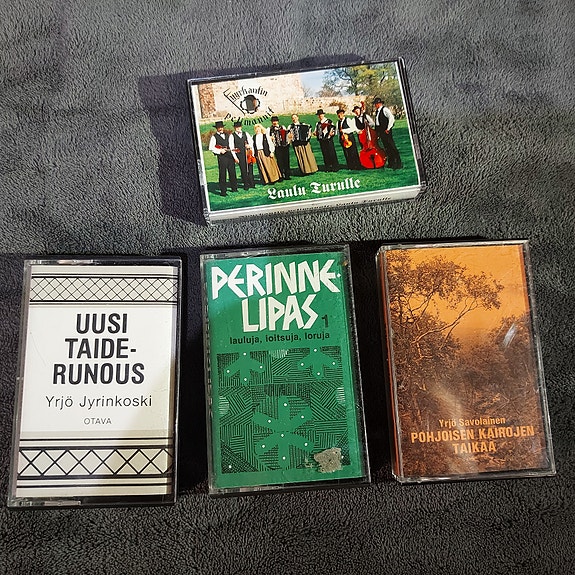 Pelimannit
Laulu Turulle
UUSI
TAIDE-
RUNOUS
Yrjö Jyrinkoski
OTAVA
PERINNE-
LIPAS 1
lauluja, loitsuja, loruja
Yrjö Savolainen
POHJOISEN KAIROJEN
TAIKAA